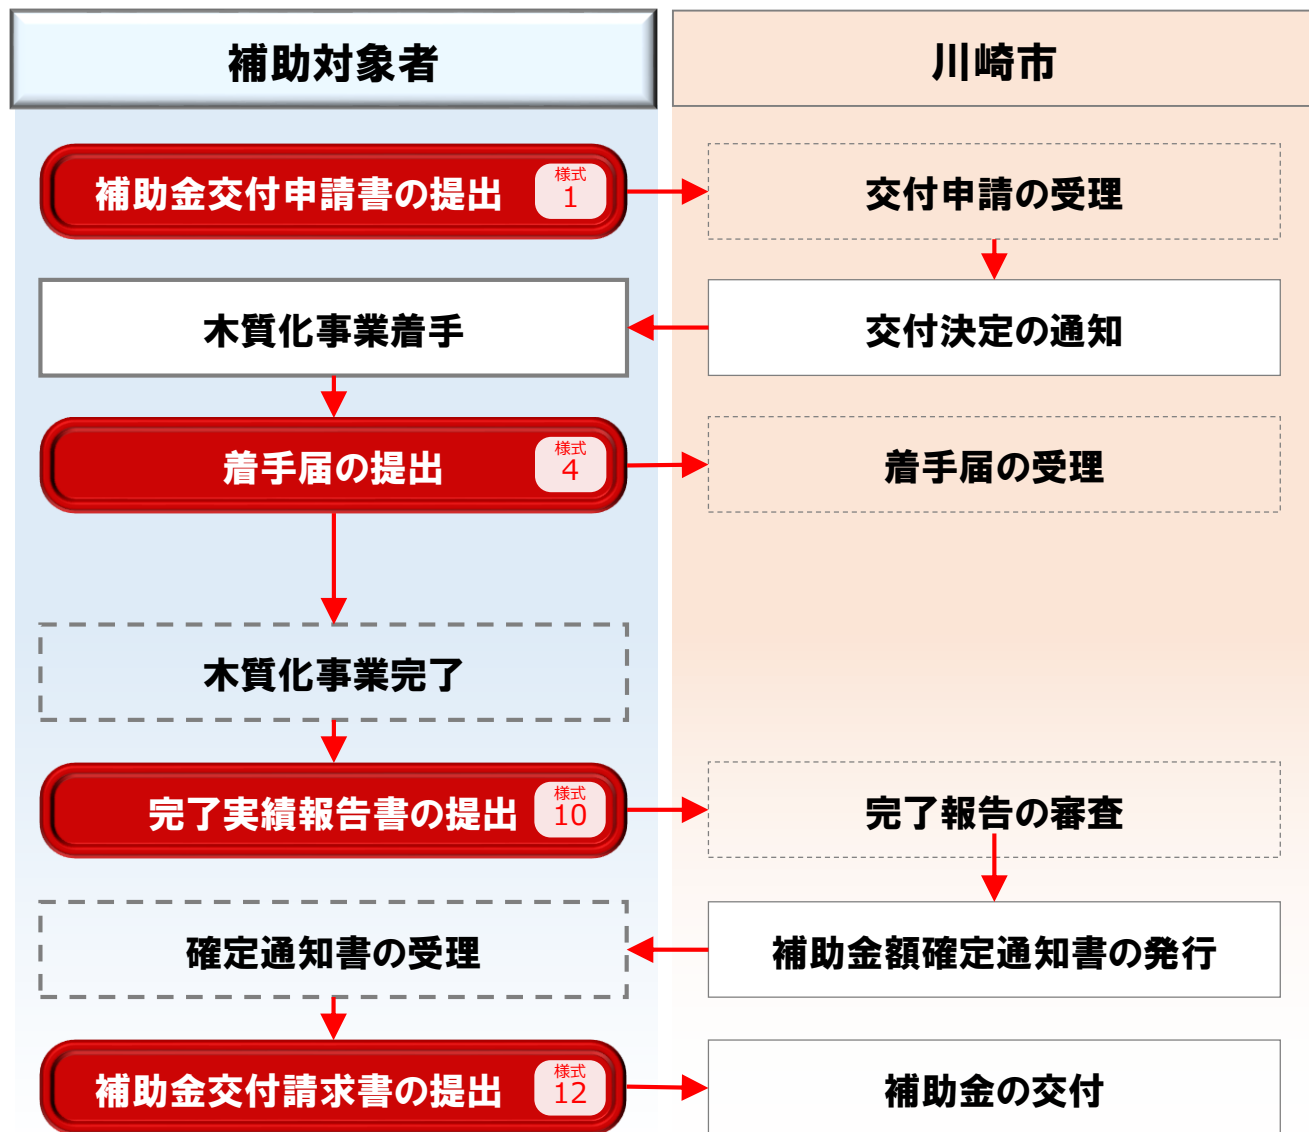 補助対象者
川崎市
補助金交付申請書の提出
様式
1
交付申請の受理
木質化事業着手
交付決定の通知
着手届の提出
様式
4
着手届の受理
木質化事業完了
完了実績報告書の提出
様式
10
完了報告の審査
確定通知書の受理
補助金額確定通知書の発行
補助金交付請求書の提出
様式
12
補助金の交付